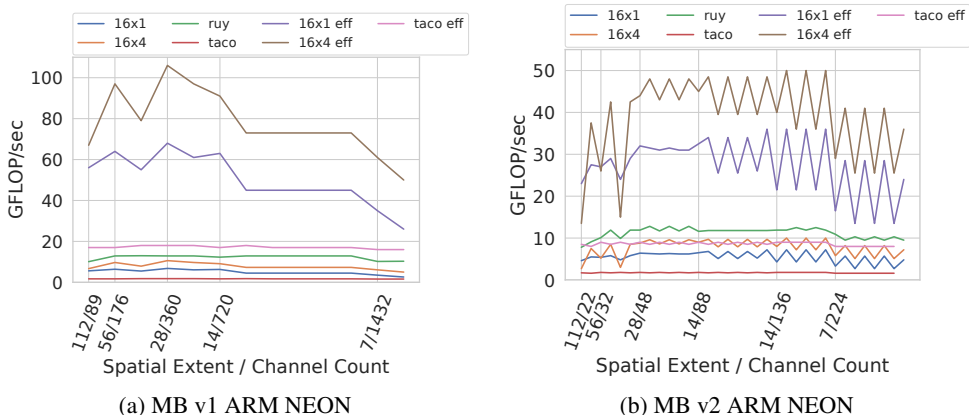 16x1 ruy 16x1 eff taco eff
16x4 taco 16x4 eff
GFLOP/sec
100
80
60
40
20
0
112/89
56/176
28/360
14/720
7/1432
Spatial Extent / Channel Count
(a) MB v1 ARM NEON
16x1 ruy 16x1 eff taco eff
16x4 taco 16x4 eff
GFLOP/sec
50
40
30
20
10
0
112/22
56/32
28/48
14/88
14/136
7/224
Spatial Extent / Channel Count
(b) MB v2 ARM NEON